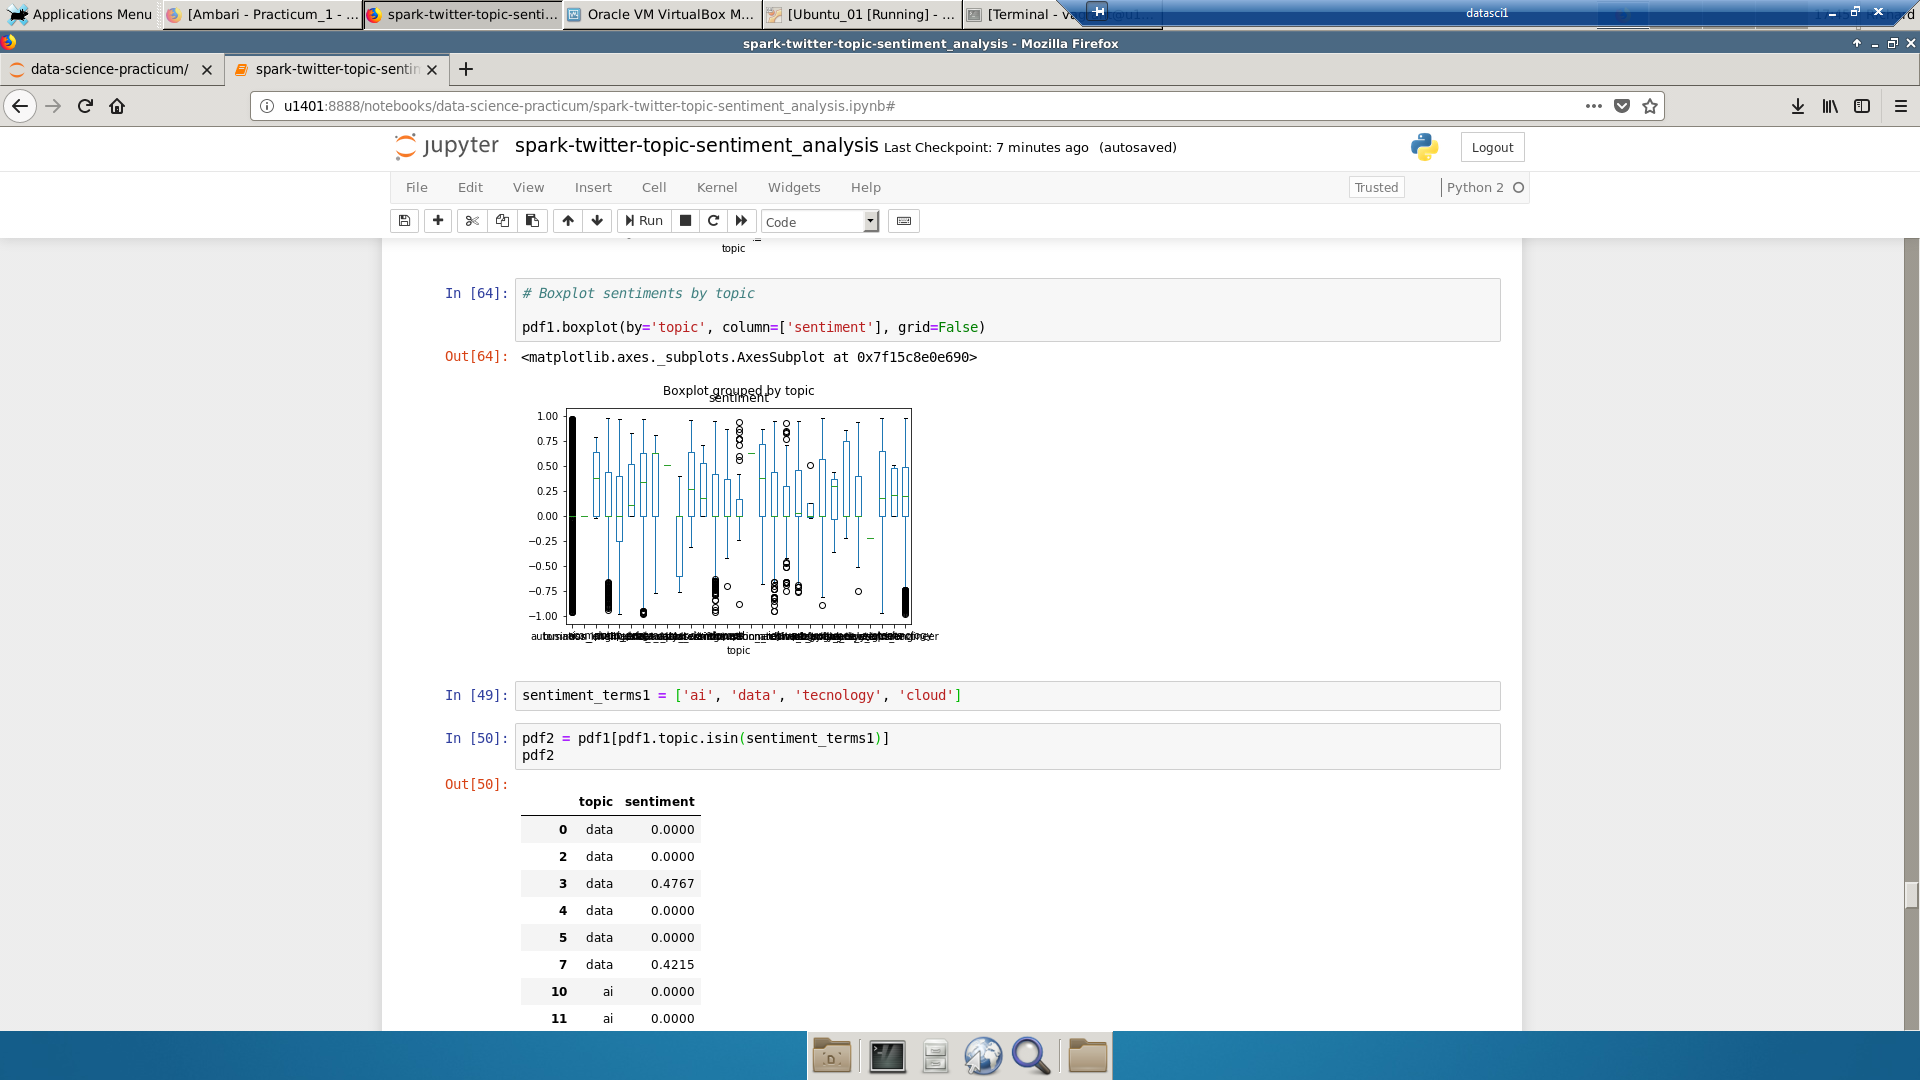 Applications Menu [Ambari - Practicum_1 - ... spark-twitter-topic-senti... Oracle VM VirtualBox M... [Ubuntu_01 [Running] - ... [Terminal - datasci1
spark-twitter-topic-sentiment_analysis - Mozilla Firefox
data-science-practicum/ spark-twitter-topic-sentin
u1401:8888/notebooks/data-science-practicum/spark-twitter-topic-sentiment_analysis.ipynb#
jupyter spark-twitter-topic-sentiment_analysis Last Checkpoint: 7 minutes ago (autosaved) Logout
File Edit View Insert Cell Kernel Widgets Help Trusted Python 2
Run Code
topic
In [64]: # Boxplot sentiments by topic
pdf1.boxplot(by='topic', column=['sentiment'], grid=False)
Out[64]: <matplotlib.axes._subplots.AxesSubplot at 0x7f15c8e0e690>
Boxplot grouped by topic
sentiment
1.00
0.75
0.50
0.25
0.00
−0.25
−0.50
−0.75
−1.00
topic
In [49]: sentiment_terms1 = ['ai', 'data', 'tecnology', 'cloud']
In [50]: pdf2 = pdf1[pdf1.topic.isin(sentiment_terms1)]
pdf2
Out[50]:
topic sentiment
0 data 0.0000
2 data 0.0000
3 data 0.4767
4 data 0.0000
5 data 0.0000
7 data 0.4215
10 ai 0.0000
11 ai 0.0000